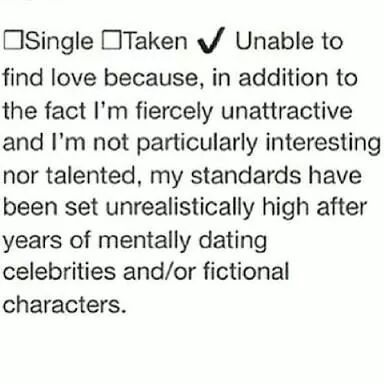 ☐Single ☐Taken ✔ Unable to
find love because, in addition to
the fact I'm fiercely unattractive
and I'm not particularly interesting
nor talented, my standards have
been set unrealistically high after
years of mentally dating
celebrities and/or fictional
characters.